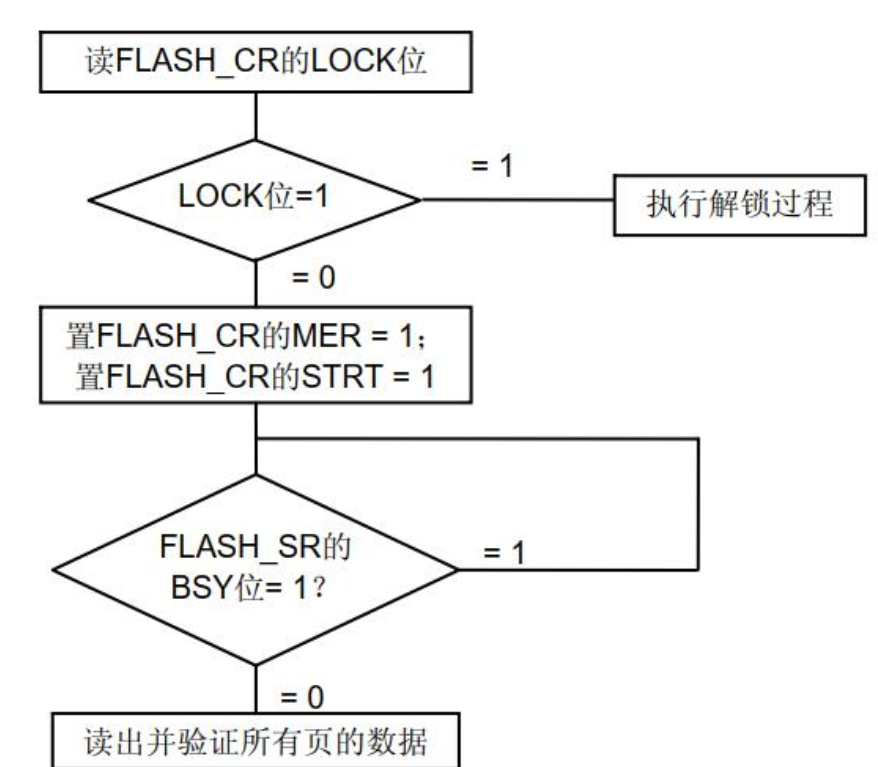 读FLASH_CR的LOCK位
LOCK位=1
= 1
执行解锁过程
= 0
置FLASH_CR的MER = 1;
置FLASH_CR的STRT = 1
FLASH_SR的
BSY位= 1?
= 1
= 0
读出并验证所有页的数据